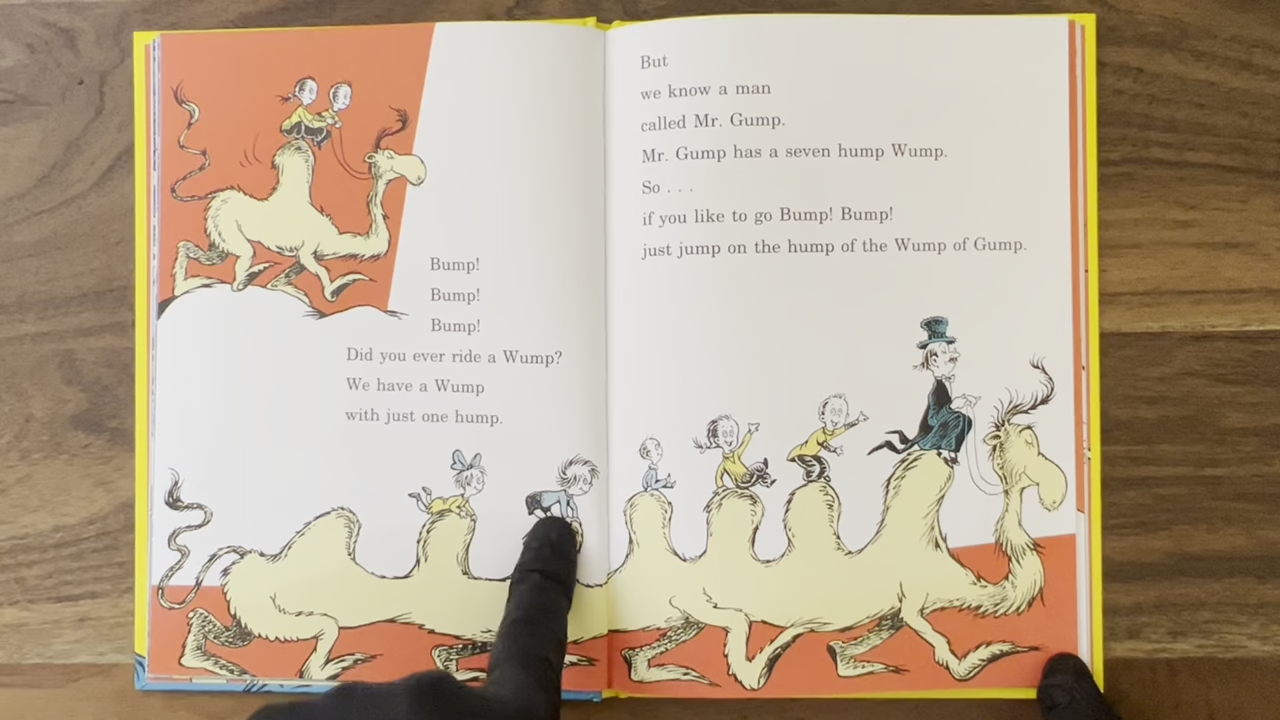 Bump!
Bump!
Bump!
Did you ever ride a Wump?
We have a Wump
with just one hump.
But
we know a man
called Mr. Gump.
Mr. Gump has a seven hump Wump.
So . . .
if you like to go Bump! Bump!
just jump on the hump of the Wump of Gump.